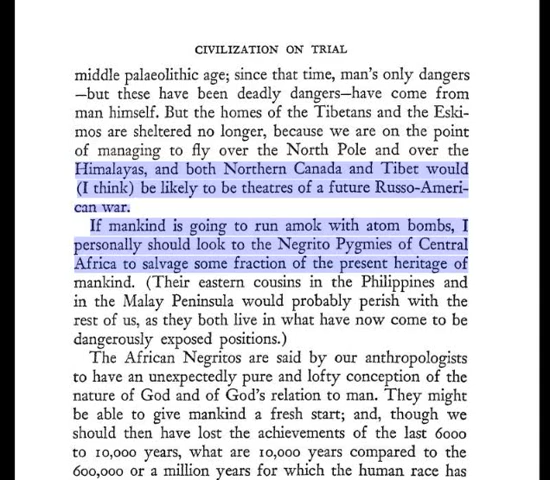 CIVILIZATION ON TRIAL
middle palaeolithic age; since that time, man's only dangers
—but these have been deadly dangers—have come from
man himself. But the homes of the Tibetans and the Eski-
mos are sheltered no longer, because we are on the point
of managing to fly over the North Pole and over the
Himalayas, and both Northern Canada and Tibet would
(I think) be likely to be theatres of a future Russo-Ameri-
can war.
If mankind is going to run amok with atom bombs, I
personally should look to the Negrito Pygmies of Central
Africa to salvage some fraction of the present heritage of
mankind. (Their eastern cousins in the Philippines and
in the Malay Peninsula would probably perish with the
rest of us, as they both live in what have now come to be
dangerously exposed positions.)
The African Negritos are said by our anthropologists
to have an unexpectedly pure and lofty conception of the
nature of God and of God's relation to man. They might
be able to give mankind a fresh start; and, though we
should then have lost the achievements of the last 6000
to 10,000 years, what are 10,000 years compared to the
600,000 or a million years for which the human race has